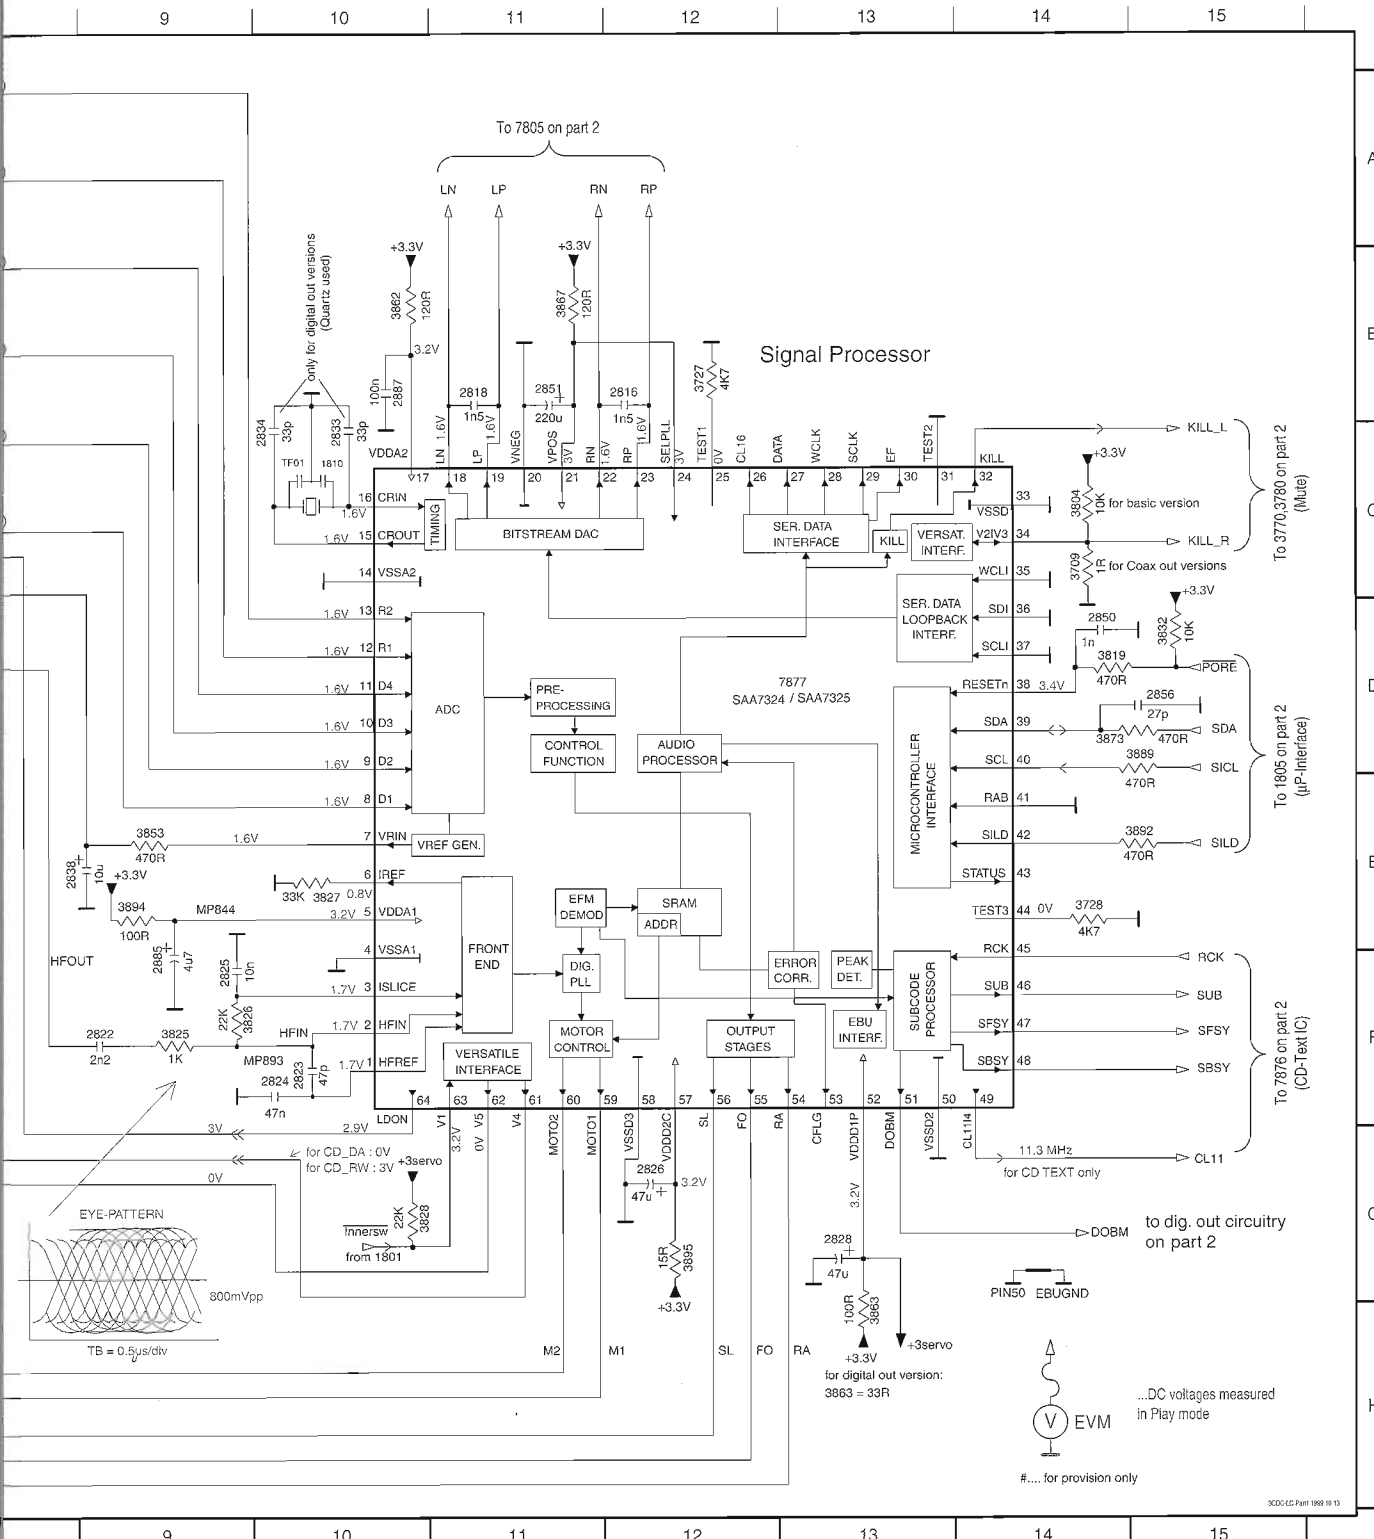 9 10 11 12 13 14 15
To 7805 on part 2
LN LP RN RP
A
+3.3V +3.3V
only for digital out versions
(Quartz used)
3862 120R
3867 120R
3.2V
100n 2887
2818 1n5
2851 + 220u
2816 1n5
3727 4K7
Signal Processor
2834 33p
2833 33p
TF01 1810
VDDA2
LN 1.6V
LP 1.6V
VNEG
VPOS 3V
RN 1.6V
RP 1.6V
SELPLL 3V
TEST1 0V
CL16
DATA
WCLK
SCLK
EF
TEST2
KILL
17 18 19 20 21 22 23 24 25 26 27 28 29 30 31 32
KILL_L
+3.3V
3804 10K for basic version
KILL_R
3709 1R for Coax out versions
To 3770,3780 on part 2
(Mute)
16 CRIN
1.6V
1.6V 15 CROUT
TIMING
14 VSSA2
BITSTREAM DAC
SER. DATA
INTERFACE
KILL
VERSAT.
INTERF.
33 VSSD
V2IV3 34
WCLI 35
SDI 36
SCLI 37
SER. DATA
LOOPBACK
INTERF.
1.6V 13 R2
1.6V 12 R1
1.6V 11 D4
1.6V 10 D3
1.6V 9 D2
1.6V 8 D1
ADC
PRE-
PROCESSING
CONTROL
FUNCTION
7877
SAA7324 / SAA7325
AUDIO
PROCESSOR
MICROCONTROLLER
INTERFACE
RESETn 38 3.4V
SDA 39
SCL 40
RAB 41
SILD 42
STATUS 43
TEST3 44 0V
2850 1n
3819 470R
3832 10K
+3.3V
PORE
2856 27p
3873 470R SDA
3889 470R SICL
3892 470R SILD
To 1805 on part 2
(µP-Interface)
3728 4K7
3853 470R
1.6V 7 VRIN
VREF GEN.
2838 + 10u
+3.3V
3894 100R
MP844
33K 3827 0.8V
6 IREF
3.2V 5 VDDA1
4 VSSA1
1.7V 3 ISLICE
1.7V 2 HFIN
1.7V 1 HFREF
HFOUT
2885 + 4u7
2825 10n
22K 3826
HFIN
2822 2n2
3825 1K
MP893
2823 47p
2824 47n
FRONT
END
EFM
DEMOD
DIG.
PLL
MOTOR
CONTROL
SRAM
ADDR
ERROR
CORR.
PEAK
DET.
OUTPUT
STAGES
EBU
INTERF.
SUBCODE
PROCESSOR
VERSATILE
INTERFACE
RCK 45 RCK
SUB 46 SUB
SFSY 47 SFSY
SBSY 48 SBSY
To 7876 on part 2
(CD-Text IC)
64 63 62 61 60 59 58 57 56 55 54 53 52 51 50 49
LDON
V1 3.2V
V5 0V
V4
MOTO2
MOTO1
VSSD3
VDDD2C
SL
FO
RA
CFLG
VDDD1P
DOBM
VSSD2
CL11I4
3V 2.9V
for CD_DA : 0V
for CD_RW : 3V
0V
+3servo
22K 3828
Innersw
from 1801
2826 47u + 3.2V
15R 3895
+3.3V
3.2V
2828 + 47u
100R 3863
+3.3V
+3servo
for digital out version:
3863 = 33R
11.3 MHz CL11
for CD TEXT only
DOBM
to dig. out circuitry
on part 2
PIN50 EBUGND
EYE-PATTERN
800mVpp
TB = 0.5µs/div
M2 M1 SL FO RA
V EVM
...DC voltages measured
in Play mode
#.... for provision only
3CDC-LC Part1 1999 10 13
9 10 11 12 13 14 15